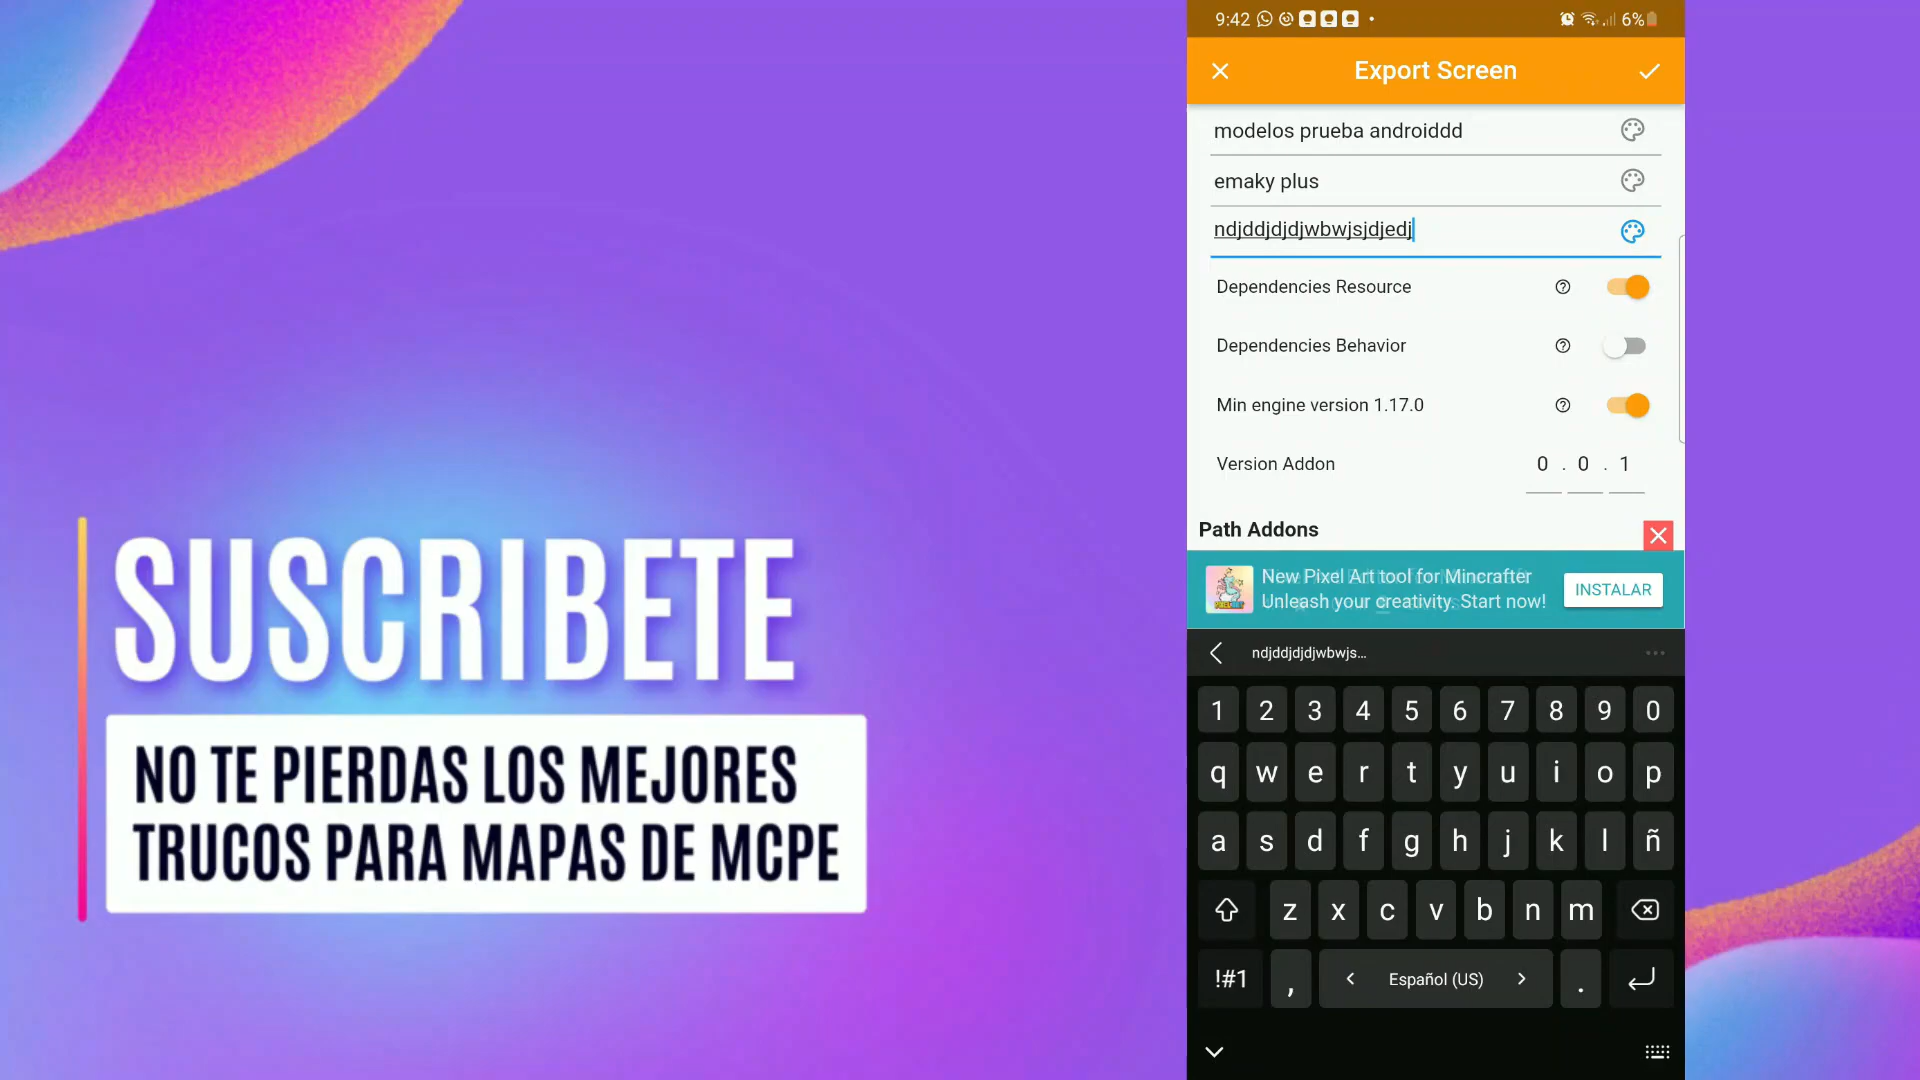 SUSCRIBETE
NO TE PIERDAS LOS MEJORES
TRUCOS PARA MAPAS DE MCPE
9:42
6%
Export Screen
modelos prueba androiddd
emaky plus
ndjddjdjdjwbwjsjdjedj
Dependencies Resource
Dependencies Behavior
Min engine version 1.17.0
Version Addon 0 . 0 . 1
Path Addons
New Pixel Art tool for Mincrafter
Unleash your creativity. Start now!
INSTALAR
ndjddjdjdjwbwjs...
1 2 3 4 5 6 7 8 9 0
q w e r t y u i o p
a s d f g h j k l ñ
z x c v b n m
!#1 , < Español (US) > .